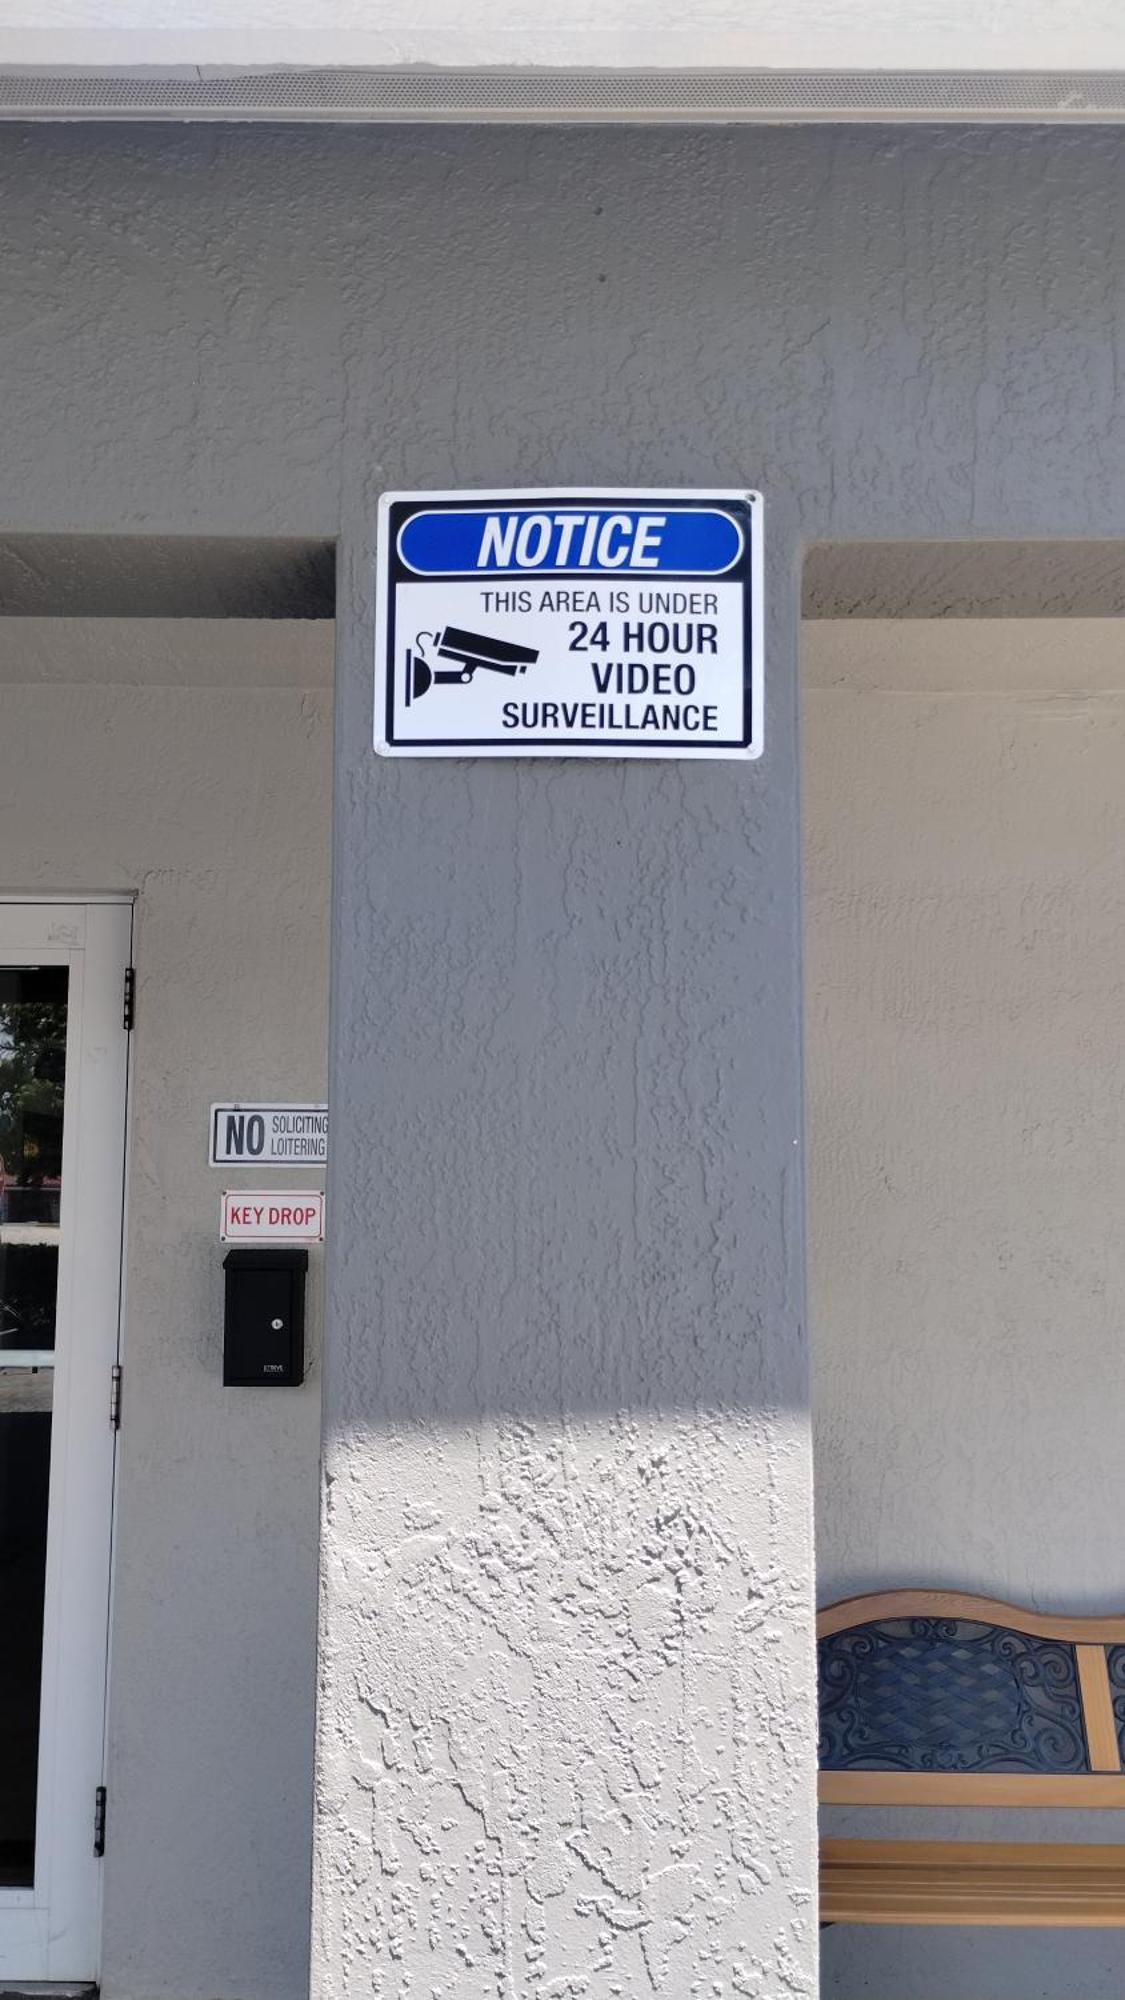 NOTICE
THIS AREA IS UNDER
24 HOUR
VIDEO
SURVEILLANCE
NO SOLICITING
LOITERING
KEY DROP